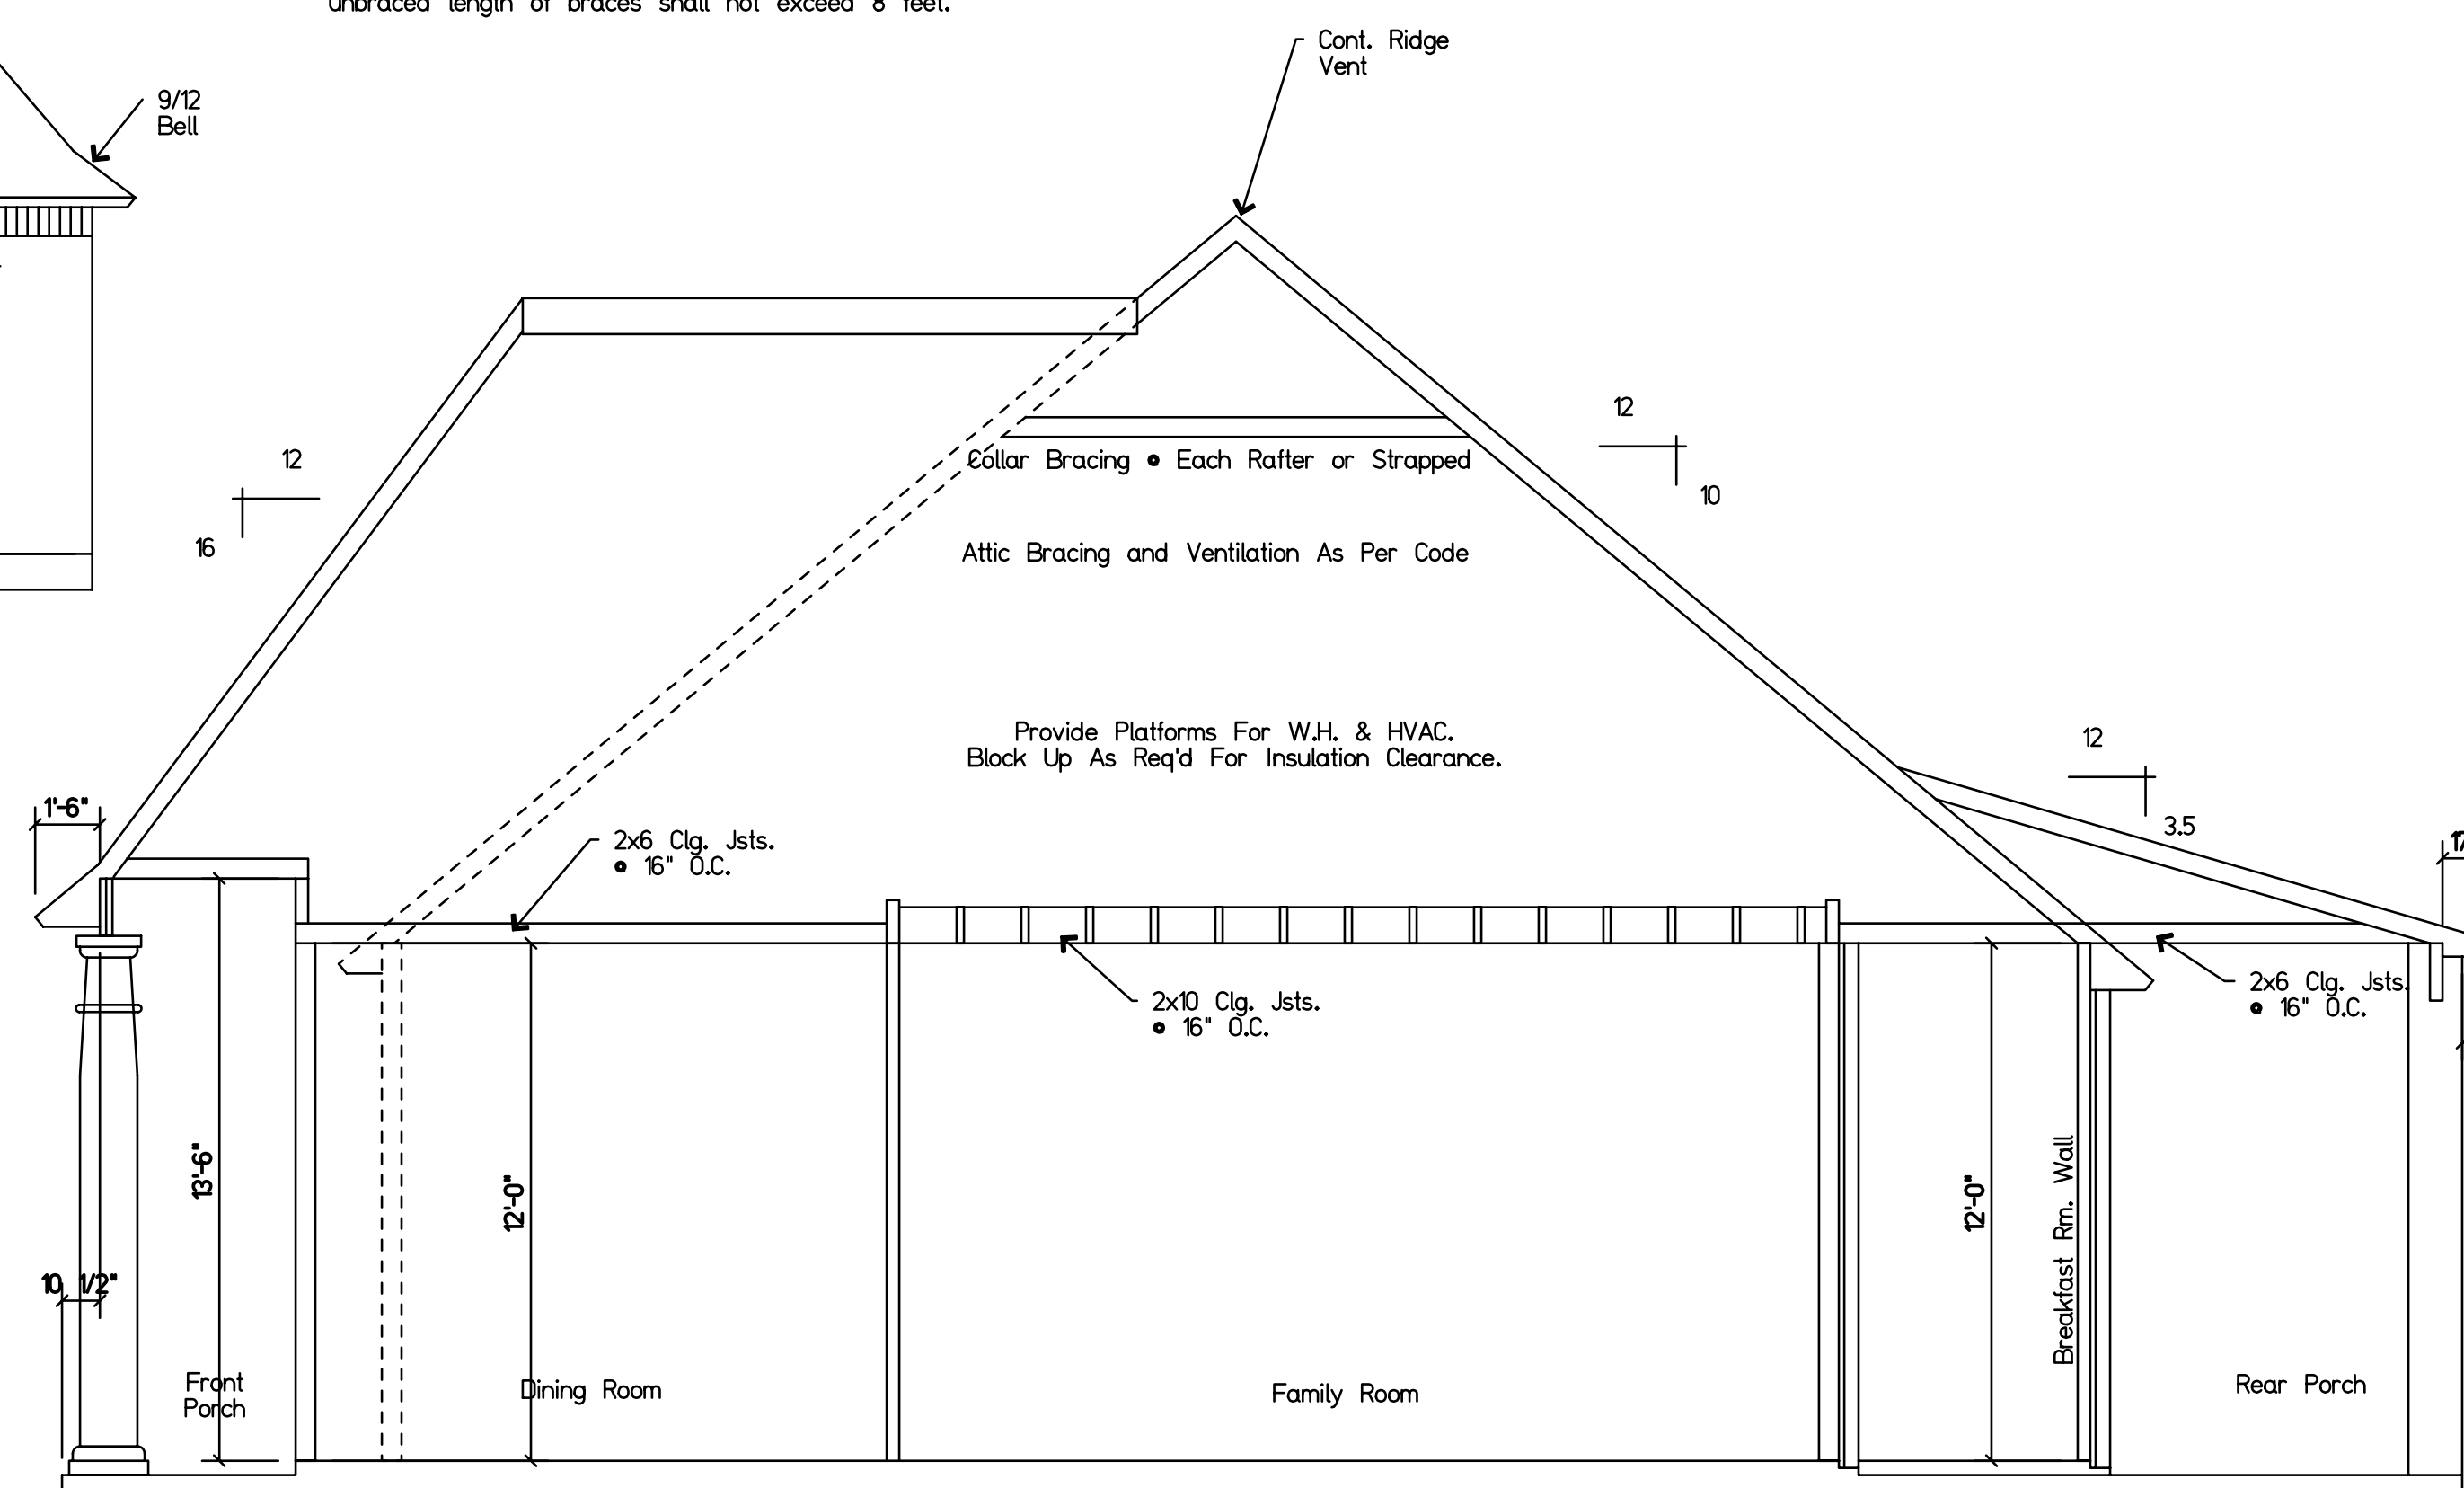 unbraced length of braces shall not exceed 8 feet.
Cont. Ridge
Vent
9/12
Bell
12
10
12
16
Collar Bracing @ Each Rafter or Strapped
Attic Bracing and Ventilation As Per Code
Provide Platforms For W.H. & HVAC.
Block Up As Req'd For Insulation Clearance.
12
3.5
1'-6"
2x6 Clg. Jsts.
@ 16" O.C.
2x10 Clg. Jsts.
@ 16" O.C.
2x6 Clg. Jsts.
@ 16" O.C.
13'-6"
12'-0"
12'-0"
Breakfast Rm. Wall
10 1/2"
Front
Porch
Dining Room
Family Room
Rear Porch